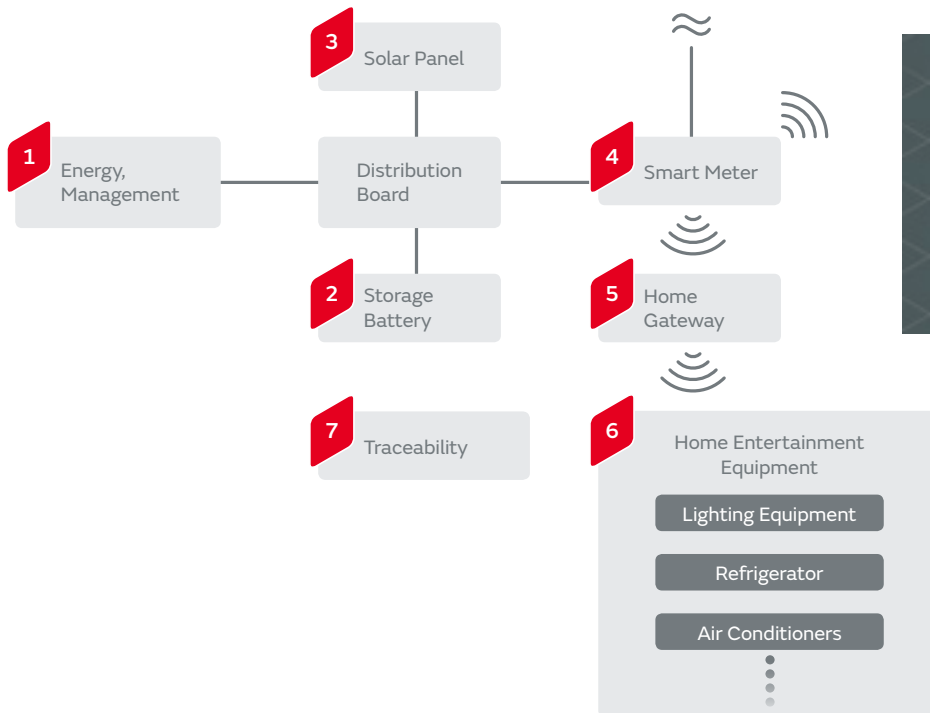 3
Solar Panel
1
Energy,
Management
Distribution
Board
4
Smart Meter
2
Storage
Battery
5
Home
Gateway
7
Traceability
6
Home Entertainment
Equipment
Lighting Equipment
Refrigerator
Air Conditioners